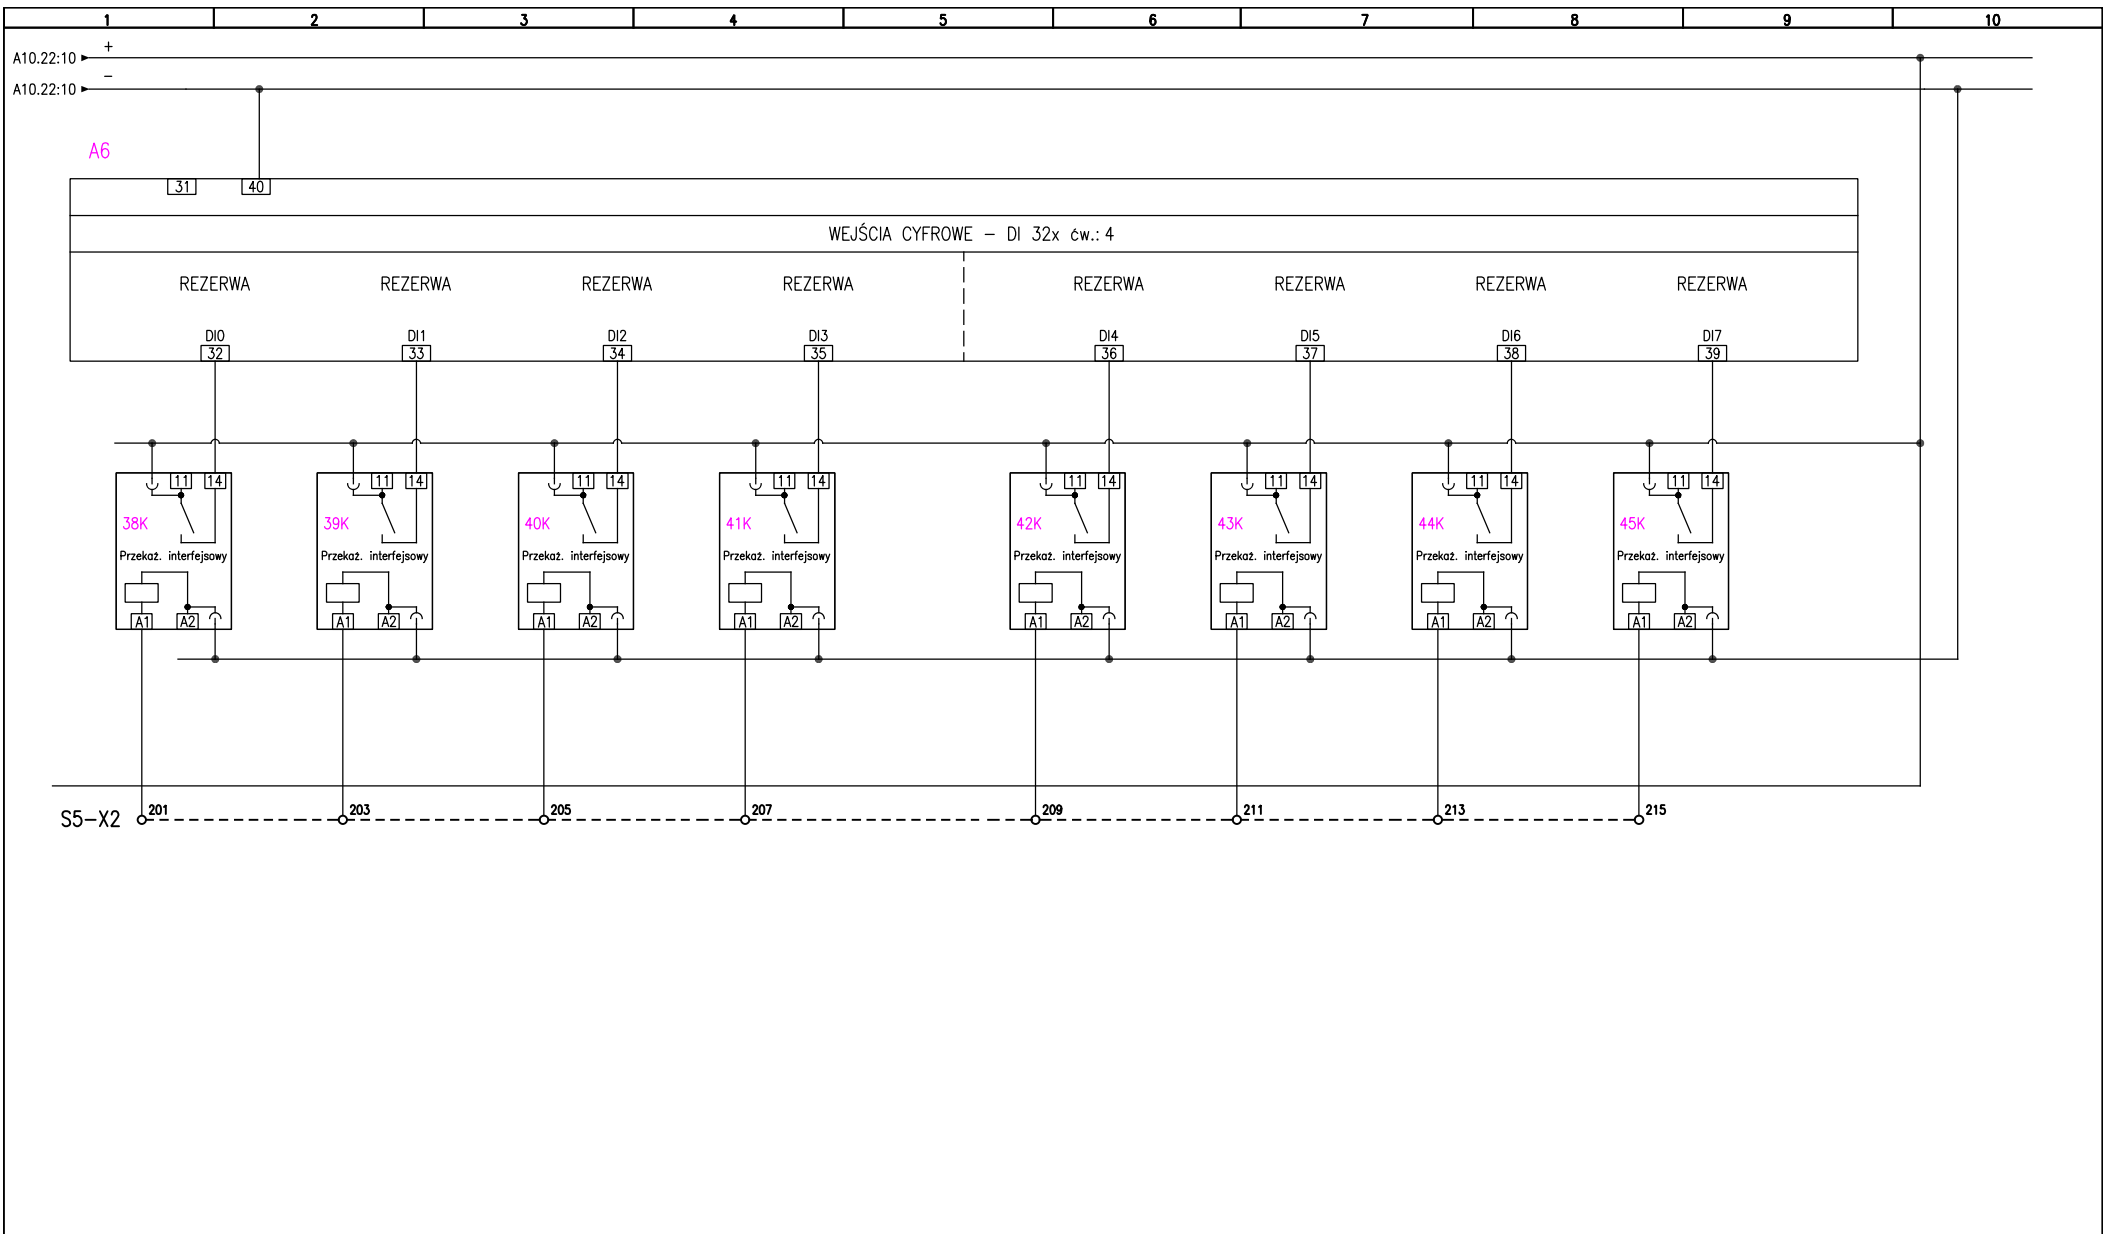 1 2 3 4 5 6 7 8 9 10
A10.22:10 +
A10.22:10 −
A6
31 40
WEJŚCIA CYFROWE − DI 32x ćw.: 4
REZERWA REZERWA REZERWA REZERWA REZERWA REZERWA REZERWA REZERWA
DI0 DI1 DI2 DI3 DI4 DI5 DI6 DI7
32 33 34 35 36 37 38 39
11 14 11 14 11 14 11 14 11 14 11 14 11 14 11 14
38K 39K 40K 41K 42K 43K 44K 45K
Przekaź. interfejsowy Przekaź. interfejsowy Przekaź. interfejsowy Przekaź. interfejsowy Przekaź. interfejsowy Przekaź. interfejsowy Przekaź. interfejsowy Przekaź. interfejsowy
A1 A2 A1 A2 A1 A2 A1 A2 A1 A2 A1 A2 A1 A2 A1 A2
S5−X2 201 203 205 207 209 211 213 215